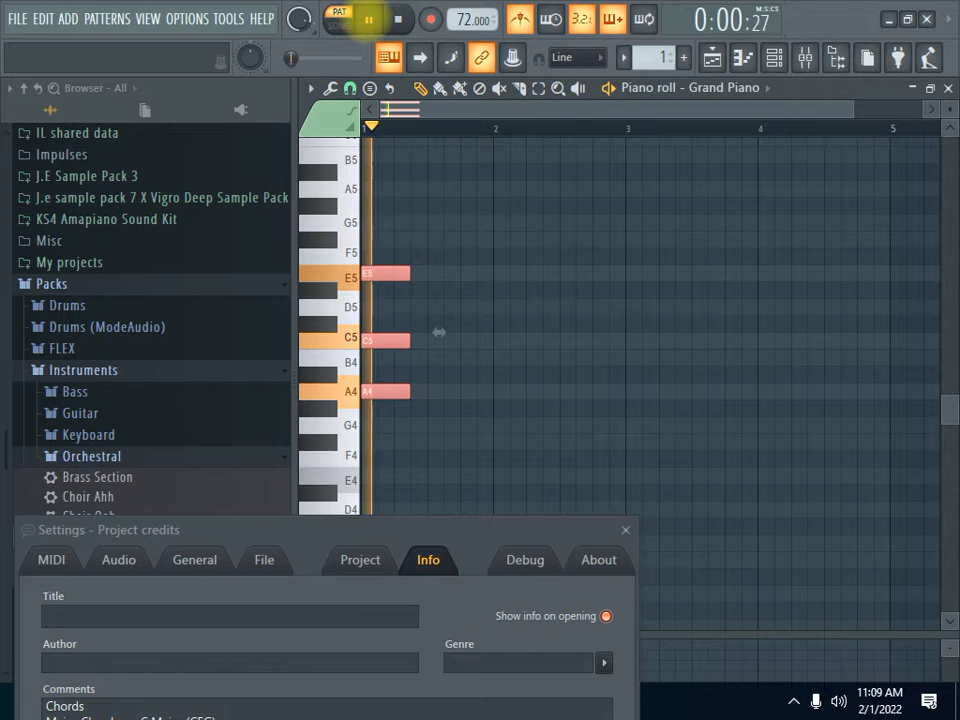 FILE EDIT PATTERNS VIEW OPTIONS TOOLS HELP
PAT
SONG
72.000
3.2
0:00:27
Line
1
Browser - All
Piano roll - Grand Piano
1 2 3 4 5
IL shared data
Impulses
J.E Sample Pack 3
J.e sample pack 7 X Vigro Deep Sample Pack
KS4 Amapiano Sound Kit
Misc
My projects
Packs
Drums
Drums (ModeAudio)
FLEX
Instruments
Bass
Guitar
Keyboard
Orchestral
Brass Section
Choir Ahh
B5
A5
G5
F5
E5 E5
D5
C5 C5
B4
A4 A4
G4
F4
E4
D4
Settings - Project credits
MIDI Audio General File Project Info Debug About
Title
Show info on opening
Author
Genre
Comments
Chords
11:09 AM
2/1/2022